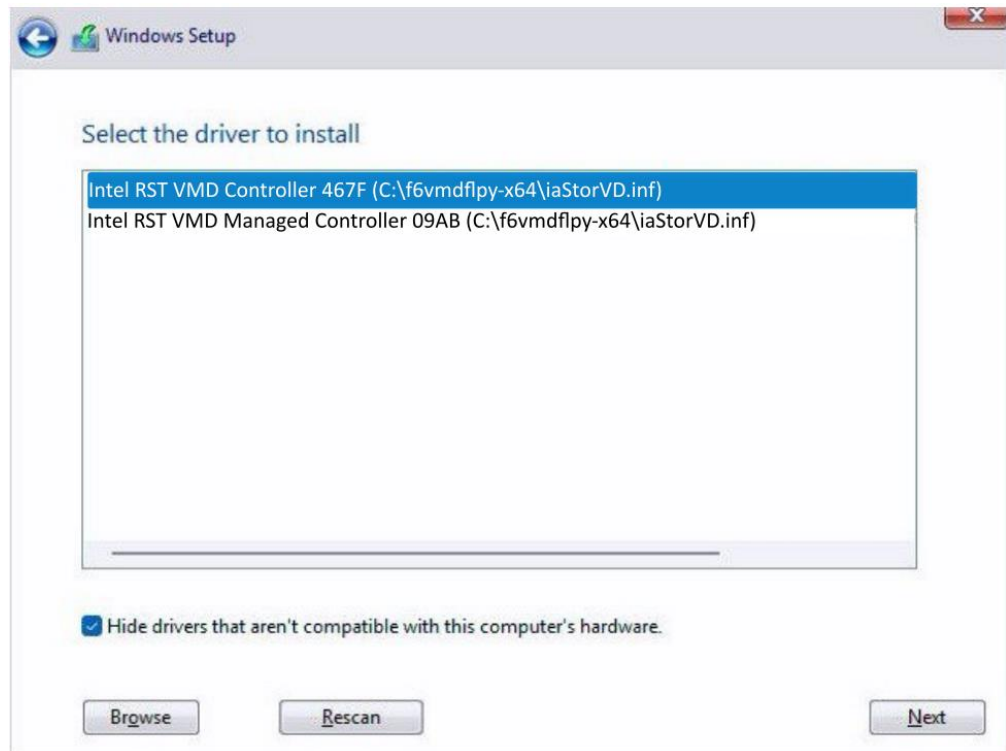 Windows Setup
Select the driver to install
Intel RST VMD Controller 467F (C:\f6vmdflpy-x64\iaStorVD.inf)
Intel RST VMD Managed Controller 09AB (C:\f6vmdflpy-x64\iaStorVD.inf)
Hide drivers that aren't compatible with this computer's hardware.
Browse Rescan Next